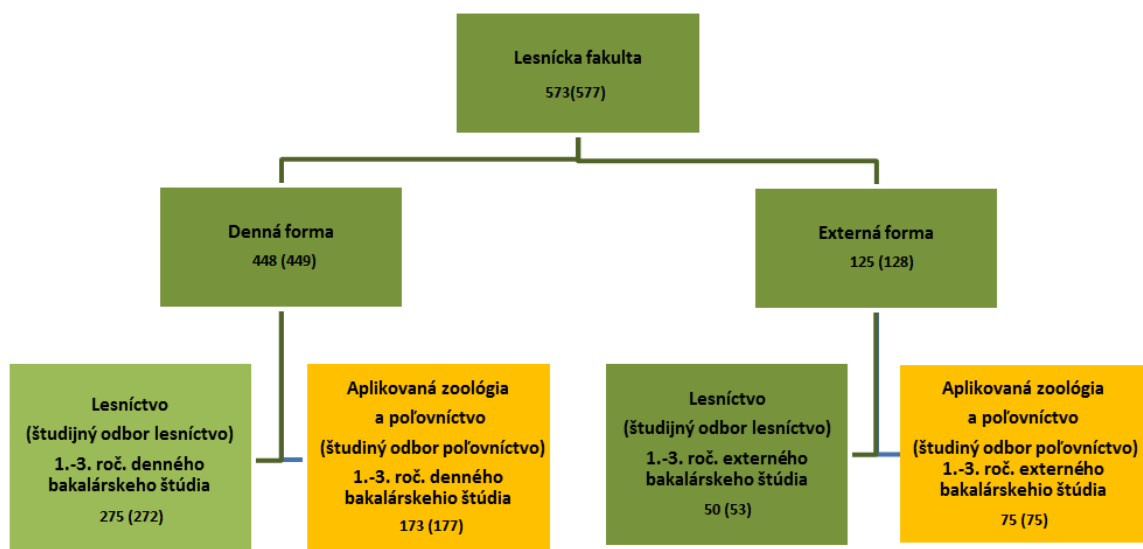 Lesnícka fakulta
573(577)
Denná forma
448 (449)
Externá forma
125 (128)
Lesníctvo
(študijný odbor lesníctvo)
1.-3. roč. denného
bakalárskeho štúdia
275 (272)
Aplikovaná zoológia
a poľovníctvo
(študiný odbor poľovníctvo)
1.-3. roč. denného
bakalárskehio štúdia
173 (177)
Lesníctvo
(študijný odbor lesníctvo)
1.-3. roč. externého
bakalárskehio štúdia
50 (53)
Aplikovaná zoológia
a poľovníctvo
(študiný odbor poľovníctvo)
1.-3. roč. externého
bakalárskehio štúdia
75 (75)